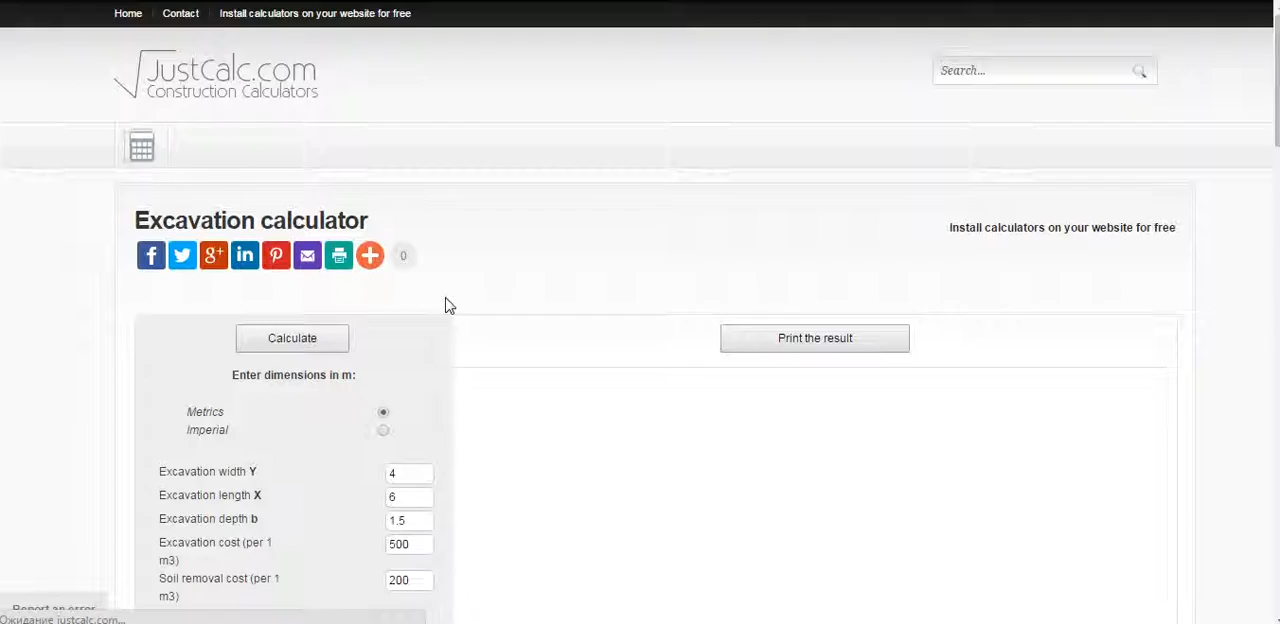 Home Contact Install calculators on your website for free
JustCalc.com
Construction Calculators
Search...
Excavation calculator
Install calculators on your website for free
0
Calculate
Print the result
Enter dimensions in m:
Metrics
Imperial
Excavation width Y 4
Excavation length X 6
Excavation depth b 1.5
Excavation cost (per 1 m3) 500
Soil removal cost (per 1 m3) 200
Report an error
Ожидание justcalc.com...